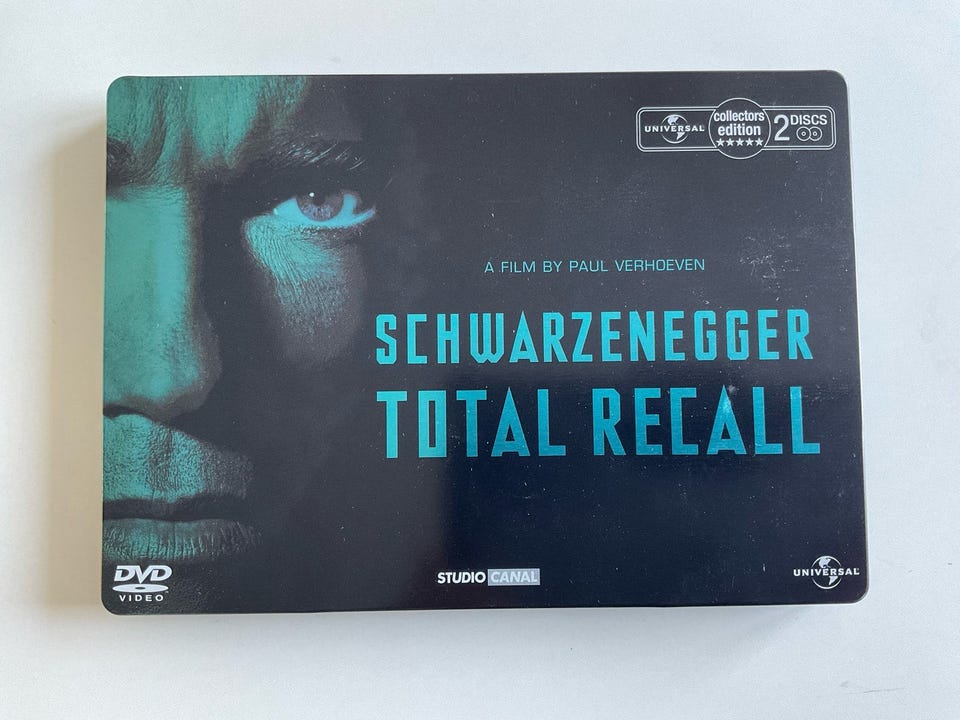 UNIVERSAL
collectors
edition
★★★★★
2 DISCS
A FILM BY PAUL VERHOEVEN
SCHWARZENEGGER
TOTAL RECALL
DVD
VIDEO
STUDIO CANAL
UNIVERSAL